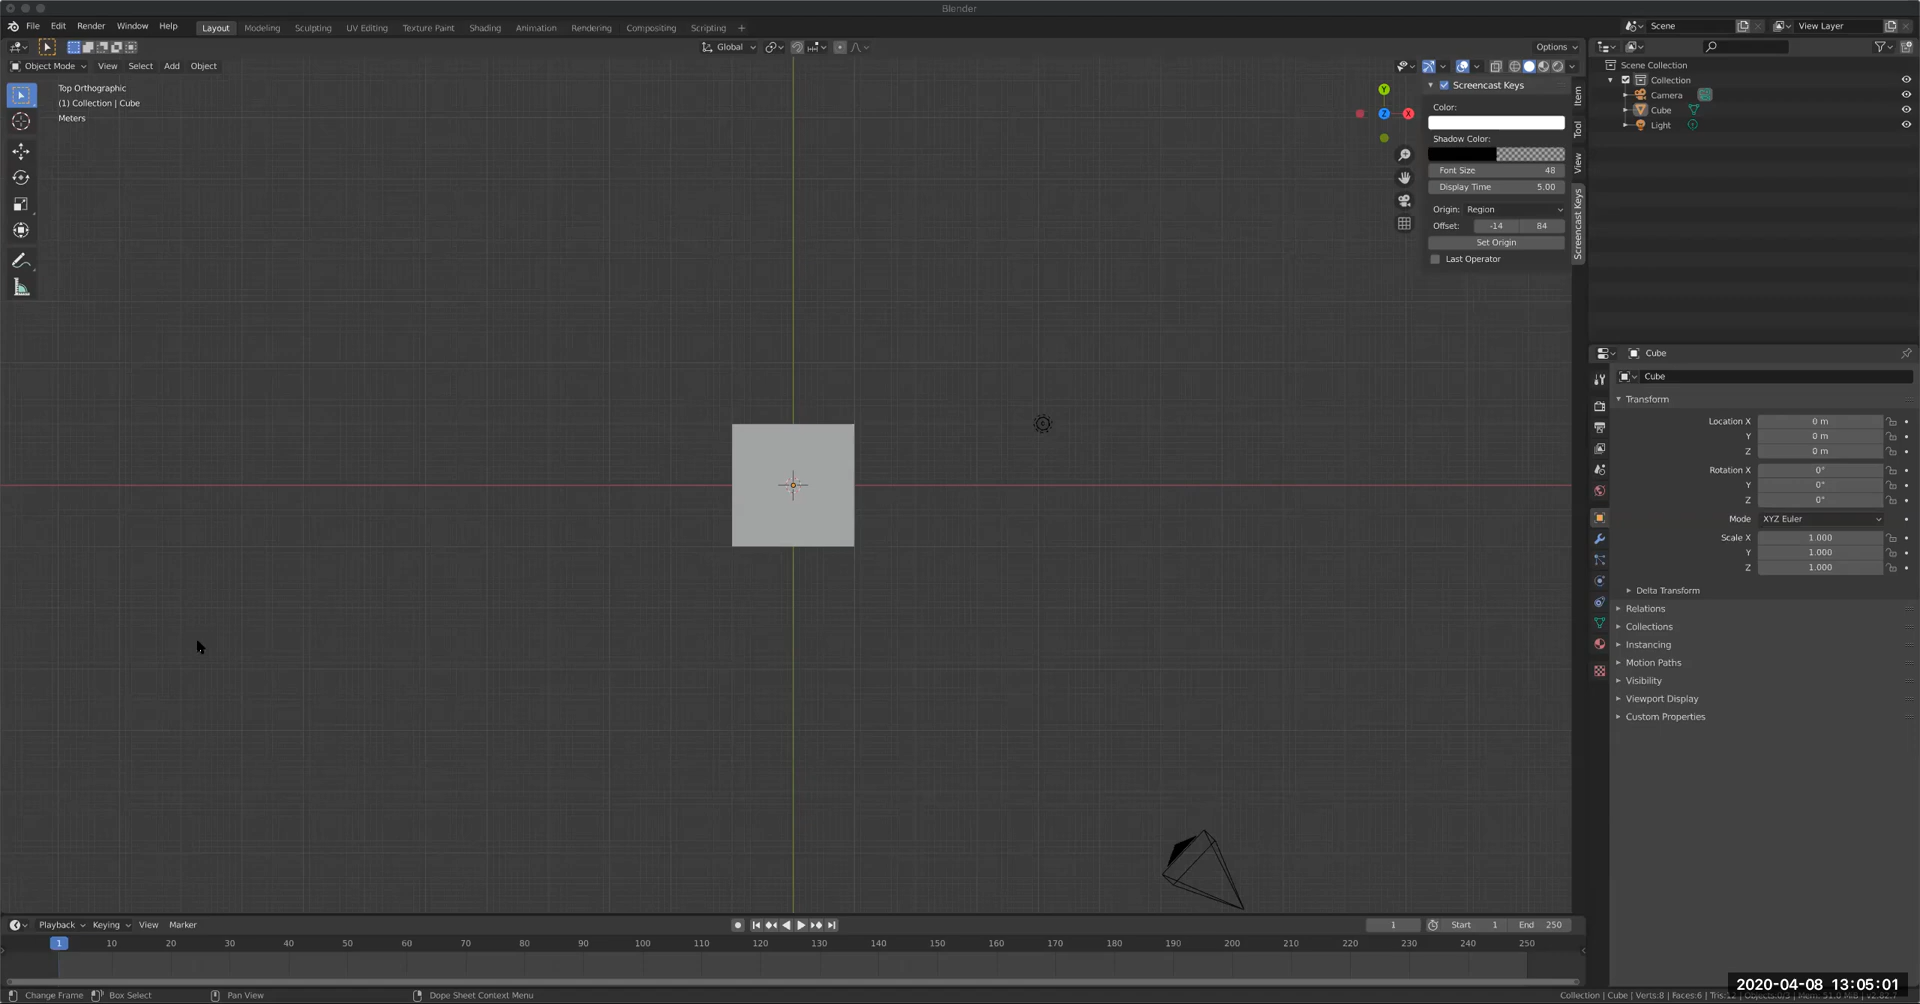 Blender
File Edit Render Window Help
Layout Modeling Sculpting UV Editing Texture Paint Shading Animation Rendering Compositing Scripting +
Scene
View Layer
Global
Options
Object Mode View Select Add Object
Top Orthographic
(1) Collection | Cube
Meters
Y
Z
X
Screencast Keys
Color:
Shadow Color:
Font Size 48
Display Time 5.00
Origin: Region
Offset: -14 84
Set Origin
Last Operator
Item
Tool
View
Screencast Keys
Scene Collection
Collection
Camera
Cube
Light
Cube
Cube
Transform
Location X 0 m
Y 0 m
Z 0 m
Rotation X 0°
Y 0°
Z 0°
Mode XYZ Euler
Scale X 1.000
Y 1.000
Z 1.000
Delta Transform
Relations
Collections
Instancing
Motion Paths
Visibility
Viewport Display
Custom Properties
Playback Keying View Marker
1
Start 1 End 250
1 10 20 30 40 50 60 70 80 90 100 110 120 130 140 150 160 170 180 190 200 210 220 230 240 250
Change Frame Box Select Pan View Dope Sheet Context Menu
Collection | Cube | Verts:8 | Faces:6 |
2020-04-08 13:05:01